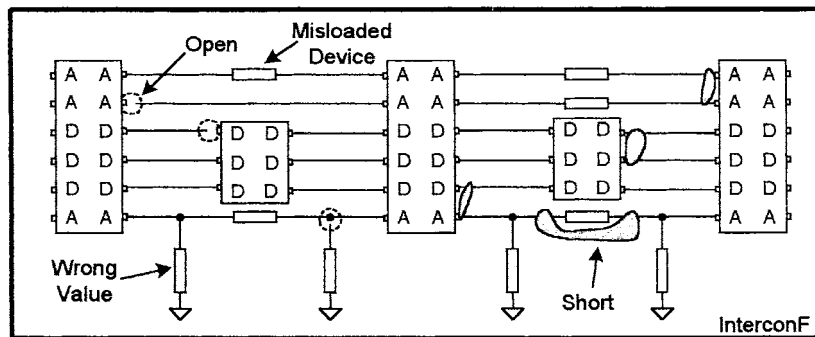 Open
Misloaded
Device
A A A A A A
A A A A A A
D D D D D D D D D D
D D D D D D D D D D
D D D D D D D D D D
A A A A A A
Wrong
Value
Short
InterconF